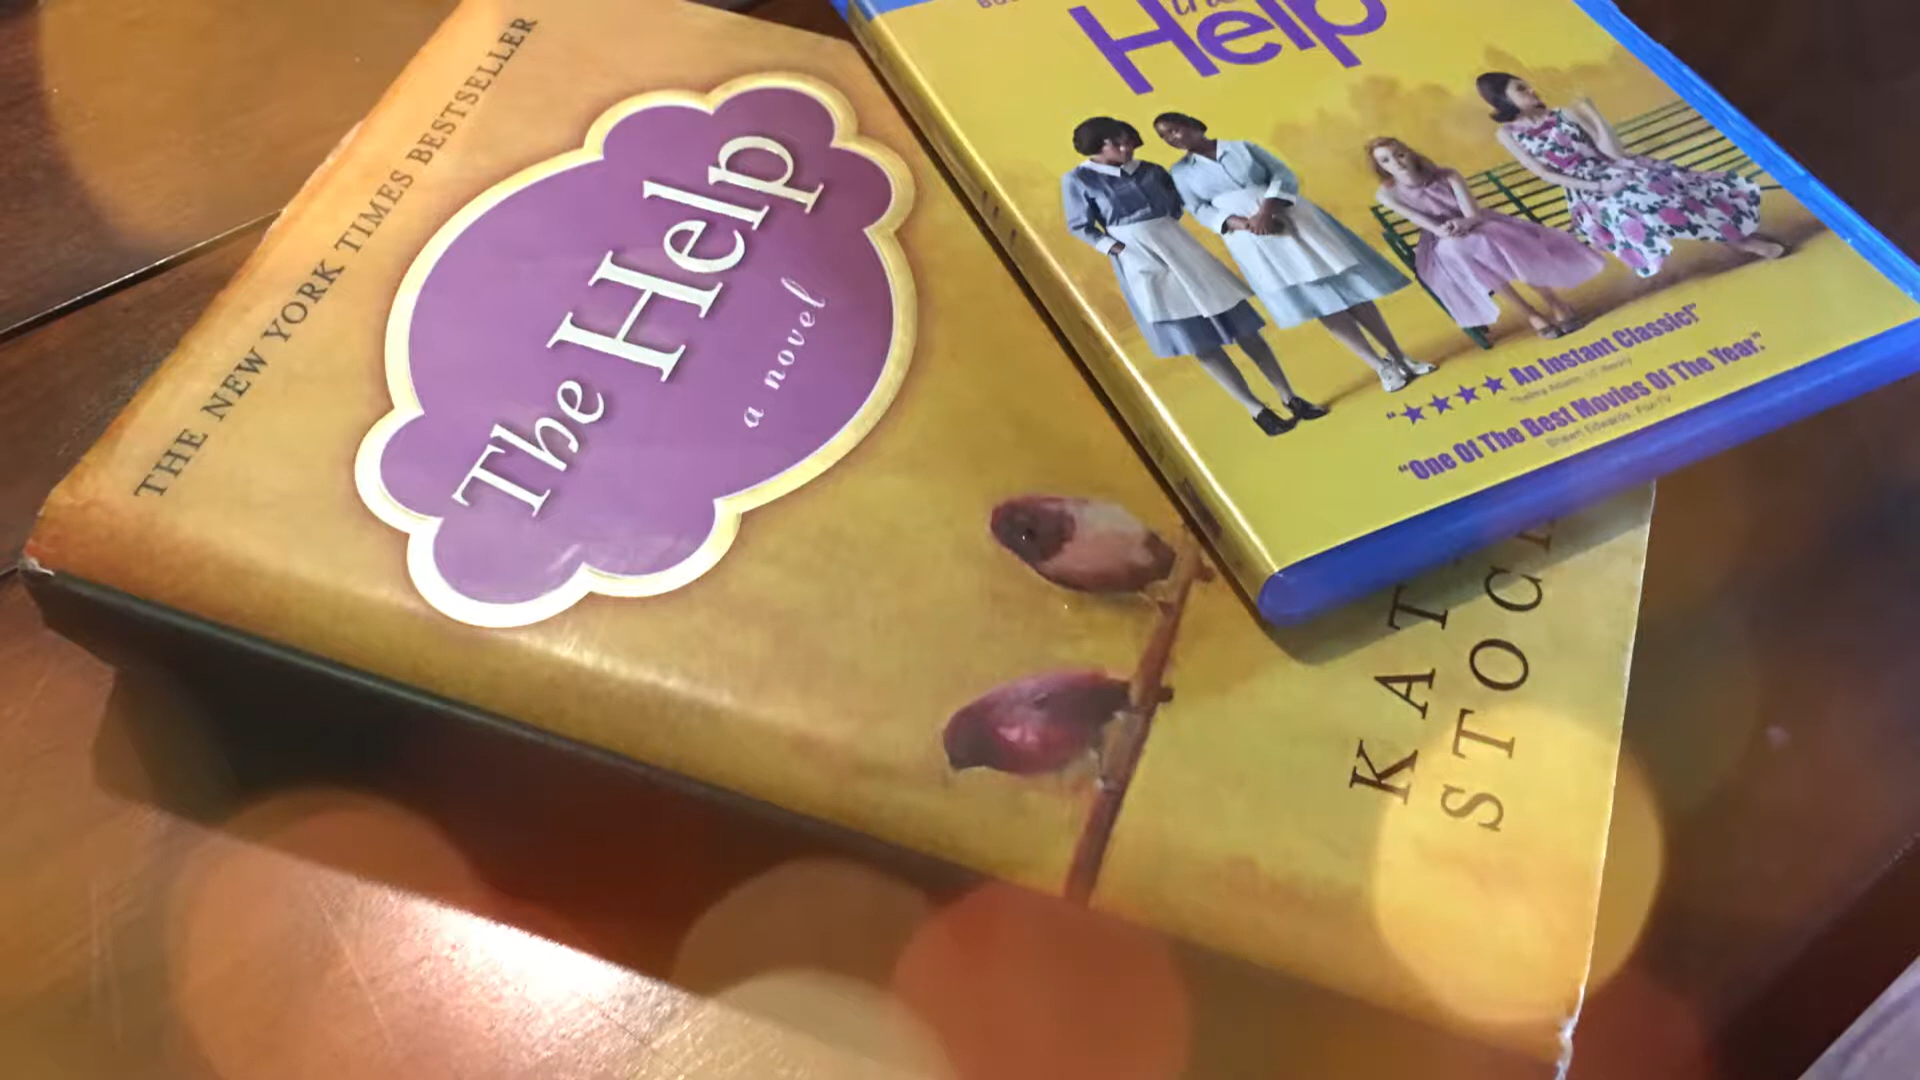 THE NEW YORK TIMES BESTSELLER
The Help
a novel
KAT
STOC
the
Help
"★★★★ An Instant Classic!"
"One Of The Best Movies Of The Year."